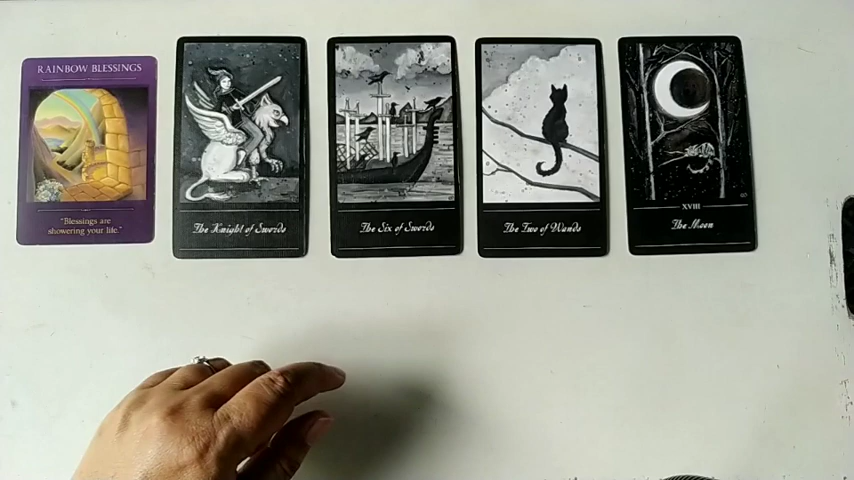 RAINBOW BLESSINGS
"Blessings are
showering your life."
The Knight of Swords
The Six of Swords
The Two of Wands
XVIII
The Moon